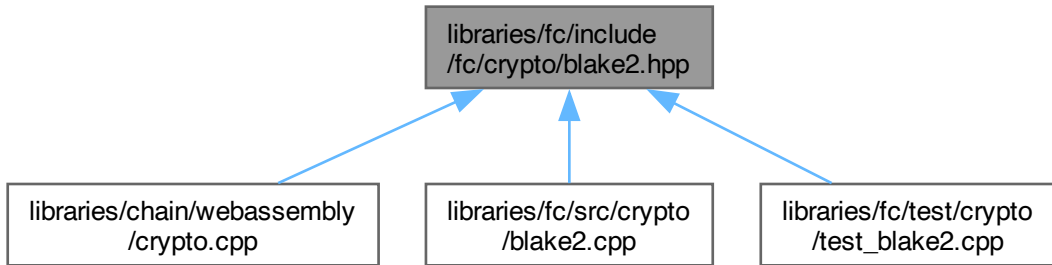 libraries/fc/include
/fc/crypto/blake2.hpp
libraries/chain/webassembly
/crypto.cpp
libraries/fc/src/crypto
/blake2.cpp
libraries/fc/test/crypto
/test_blake2.cpp